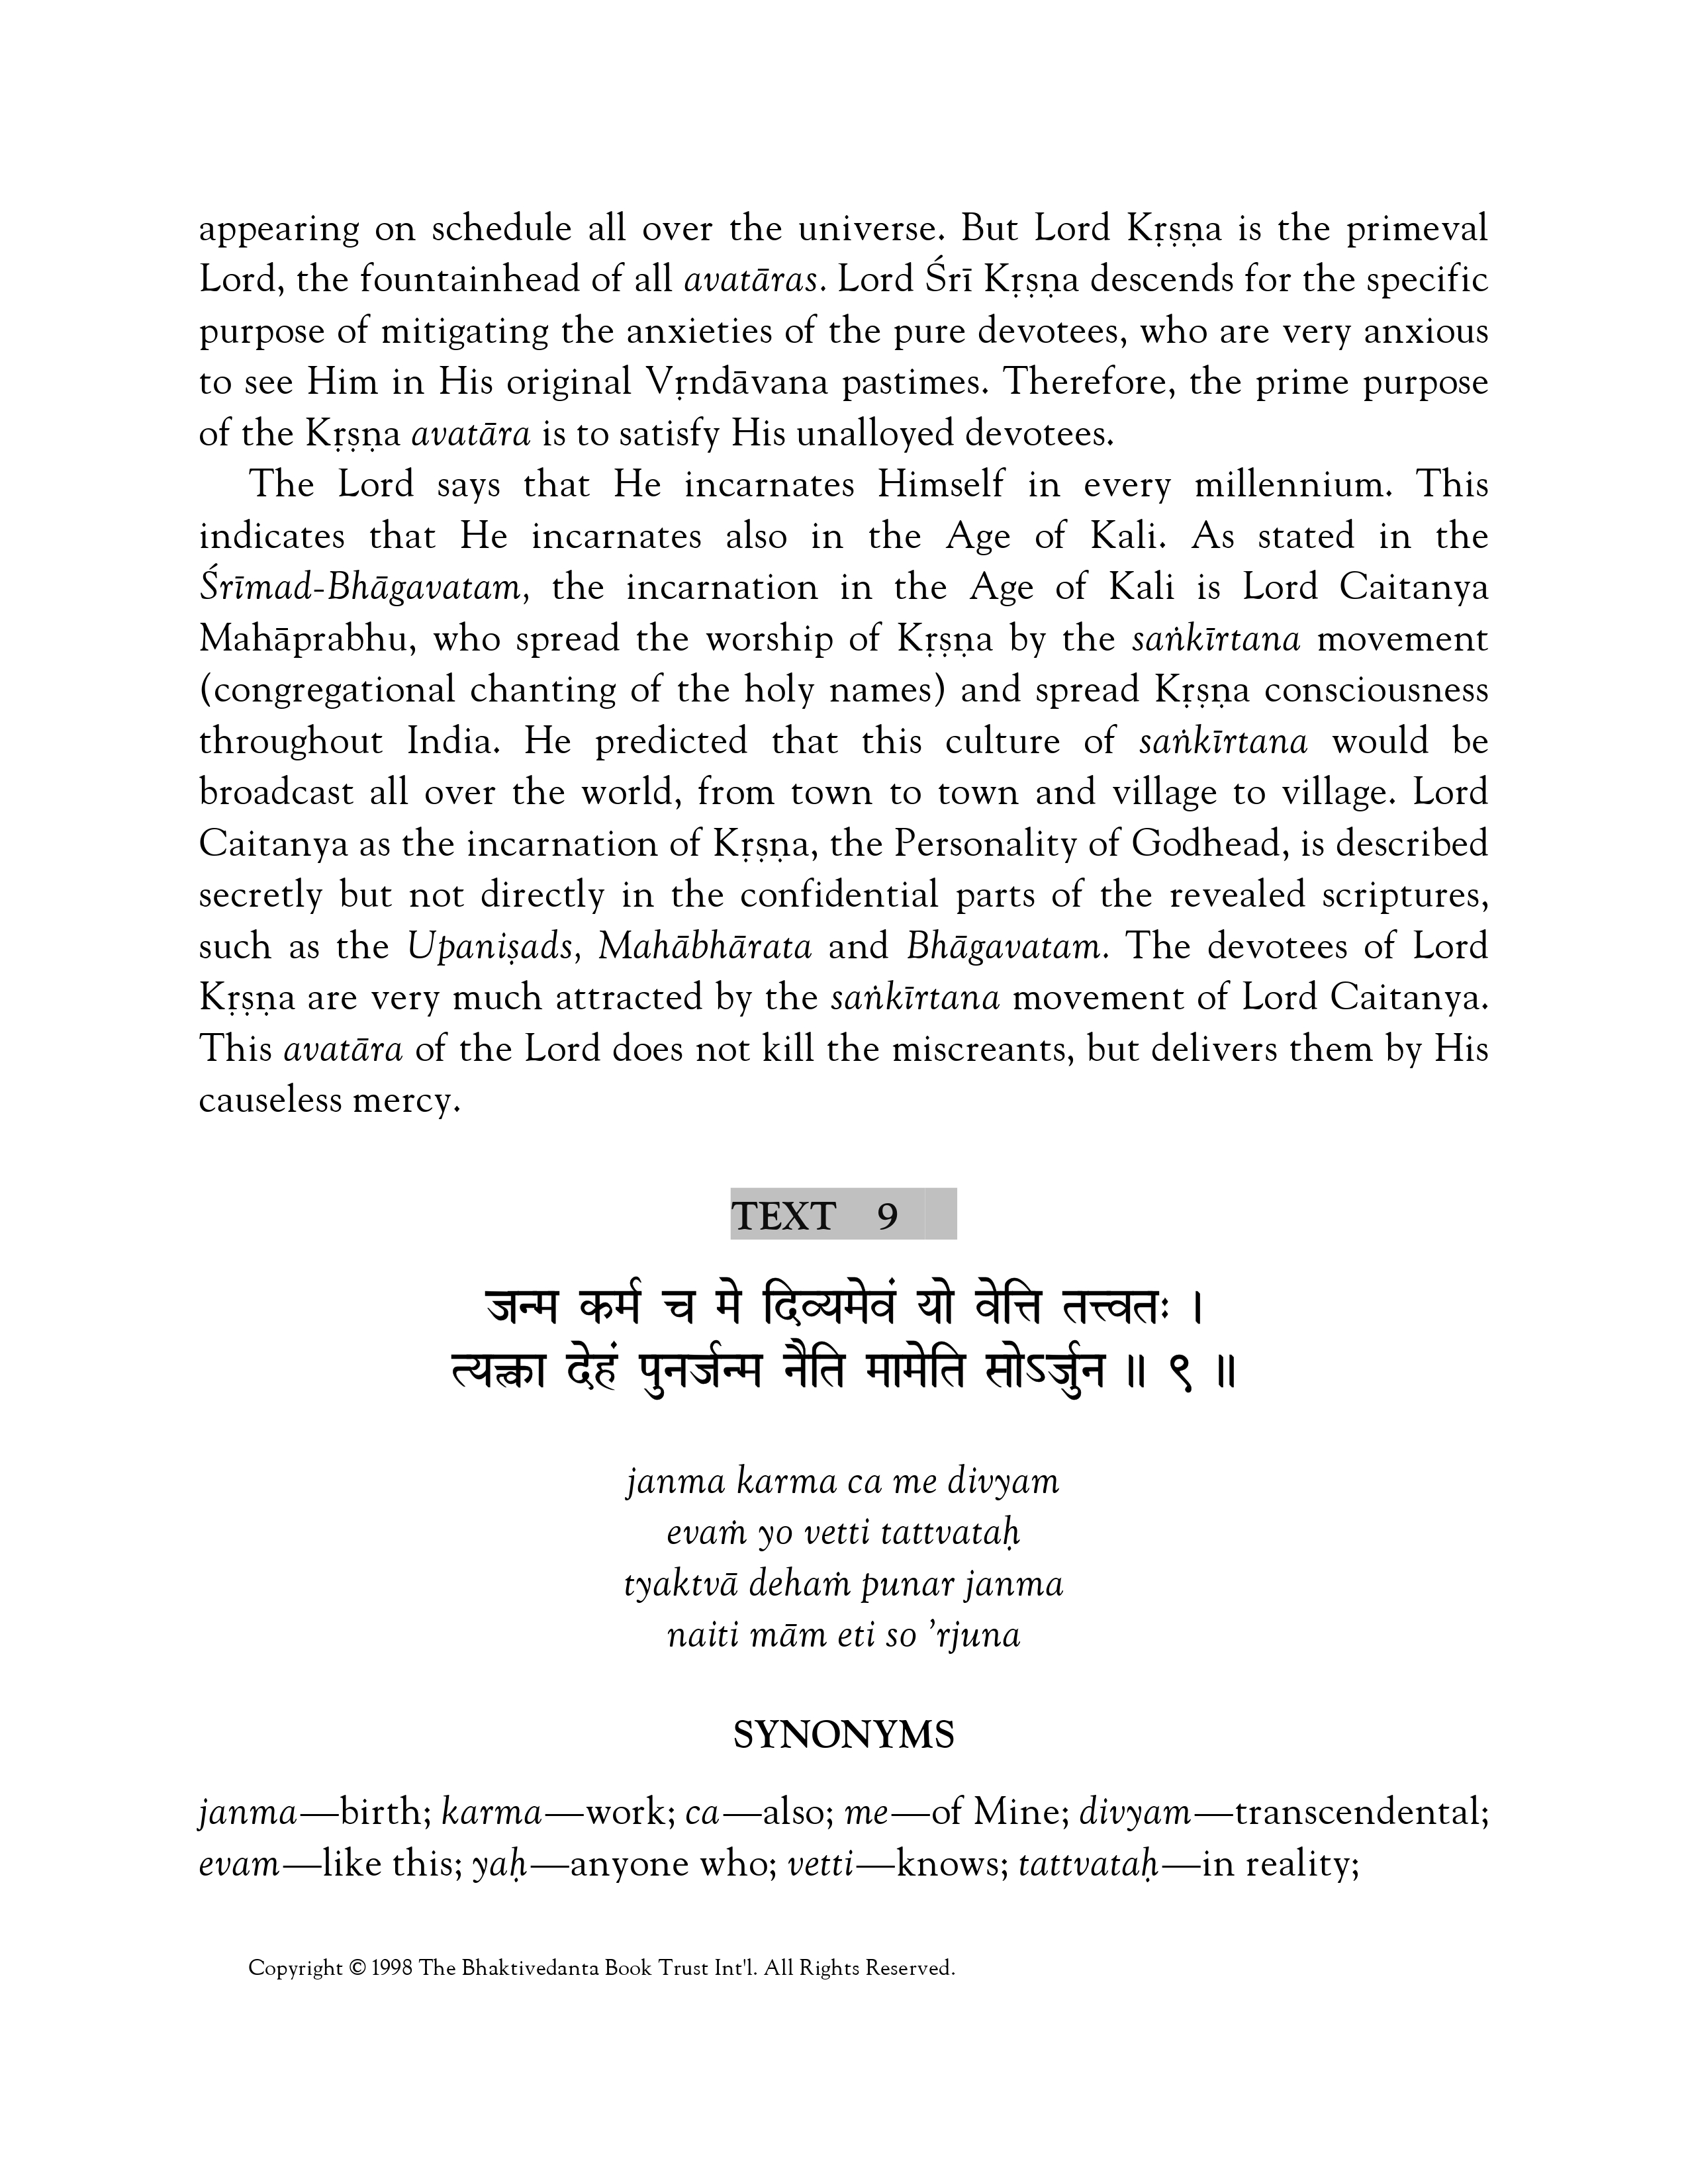 appearing on schedule all over the universe. But Lord Kṛṣṇa is the primeval
Lord, the fountainhead of all avatāras. Lord Śrī Kṛṣṇa descends for the specific
purpose of mitigating the anxieties of the pure devotees, who are very anxious
to see Him in His original Vṛndāvana pastimes. Therefore, the prime purpose
of the Kṛṣṇa avatāra is to satisfy His unalloyed devotees.
The Lord says that He incarnates Himself in every millennium. This
indicates that He incarnates also in the Age of Kali. As stated in the
Śrīmad-Bhāgavatam, the incarnation in the Age of Kali is Lord Caitanya
Mahāprabhu, who spread the worship of Kṛṣṇa by the saṅkīrtana movement
(congregational chanting of the holy names) and spread Kṛṣṇa consciousness
throughout India. He predicted that this culture of saṅkīrtana would be
broadcast all over the world, from town to town and village to village. Lord
Caitanya as the incarnation of Kṛṣṇa, the Personality of Godhead, is described
secretly but not directly in the confidential parts of the revealed scriptures,
such as the Upaniṣads, Mahābhārata and Bhāgavatam. The devotees of Lord
Kṛṣṇa are very much attracted by the saṅkīrtana movement of Lord Caitanya.
This avatāra of the Lord does not kill the miscreants, but delivers them by His
causeless mercy.
TEXT 9
जन्म कर्म च मे दिव्यमेवं यो वेत्ति तत्त्वतः ।
त्यक्त्वा देहं पुनर्जन्म नैति मामेति सोऽर्जुन ॥ ९ ॥
janma karma ca me divyam
evaṁ yo vetti tattvataḥ
tyaktvā dehaṁ punar janma
naiti mām eti so ’rjuna
SYNONYMS
janma—birth; karma—work; ca—also; me—of Mine; divyam—transcendental;
evam—like this; yaḥ—anyone who; vetti—knows; tattvataḥ—in reality;
Copyright © 1998 The Bhaktivedanta Book Trust Int'l. All Rights Reserved.